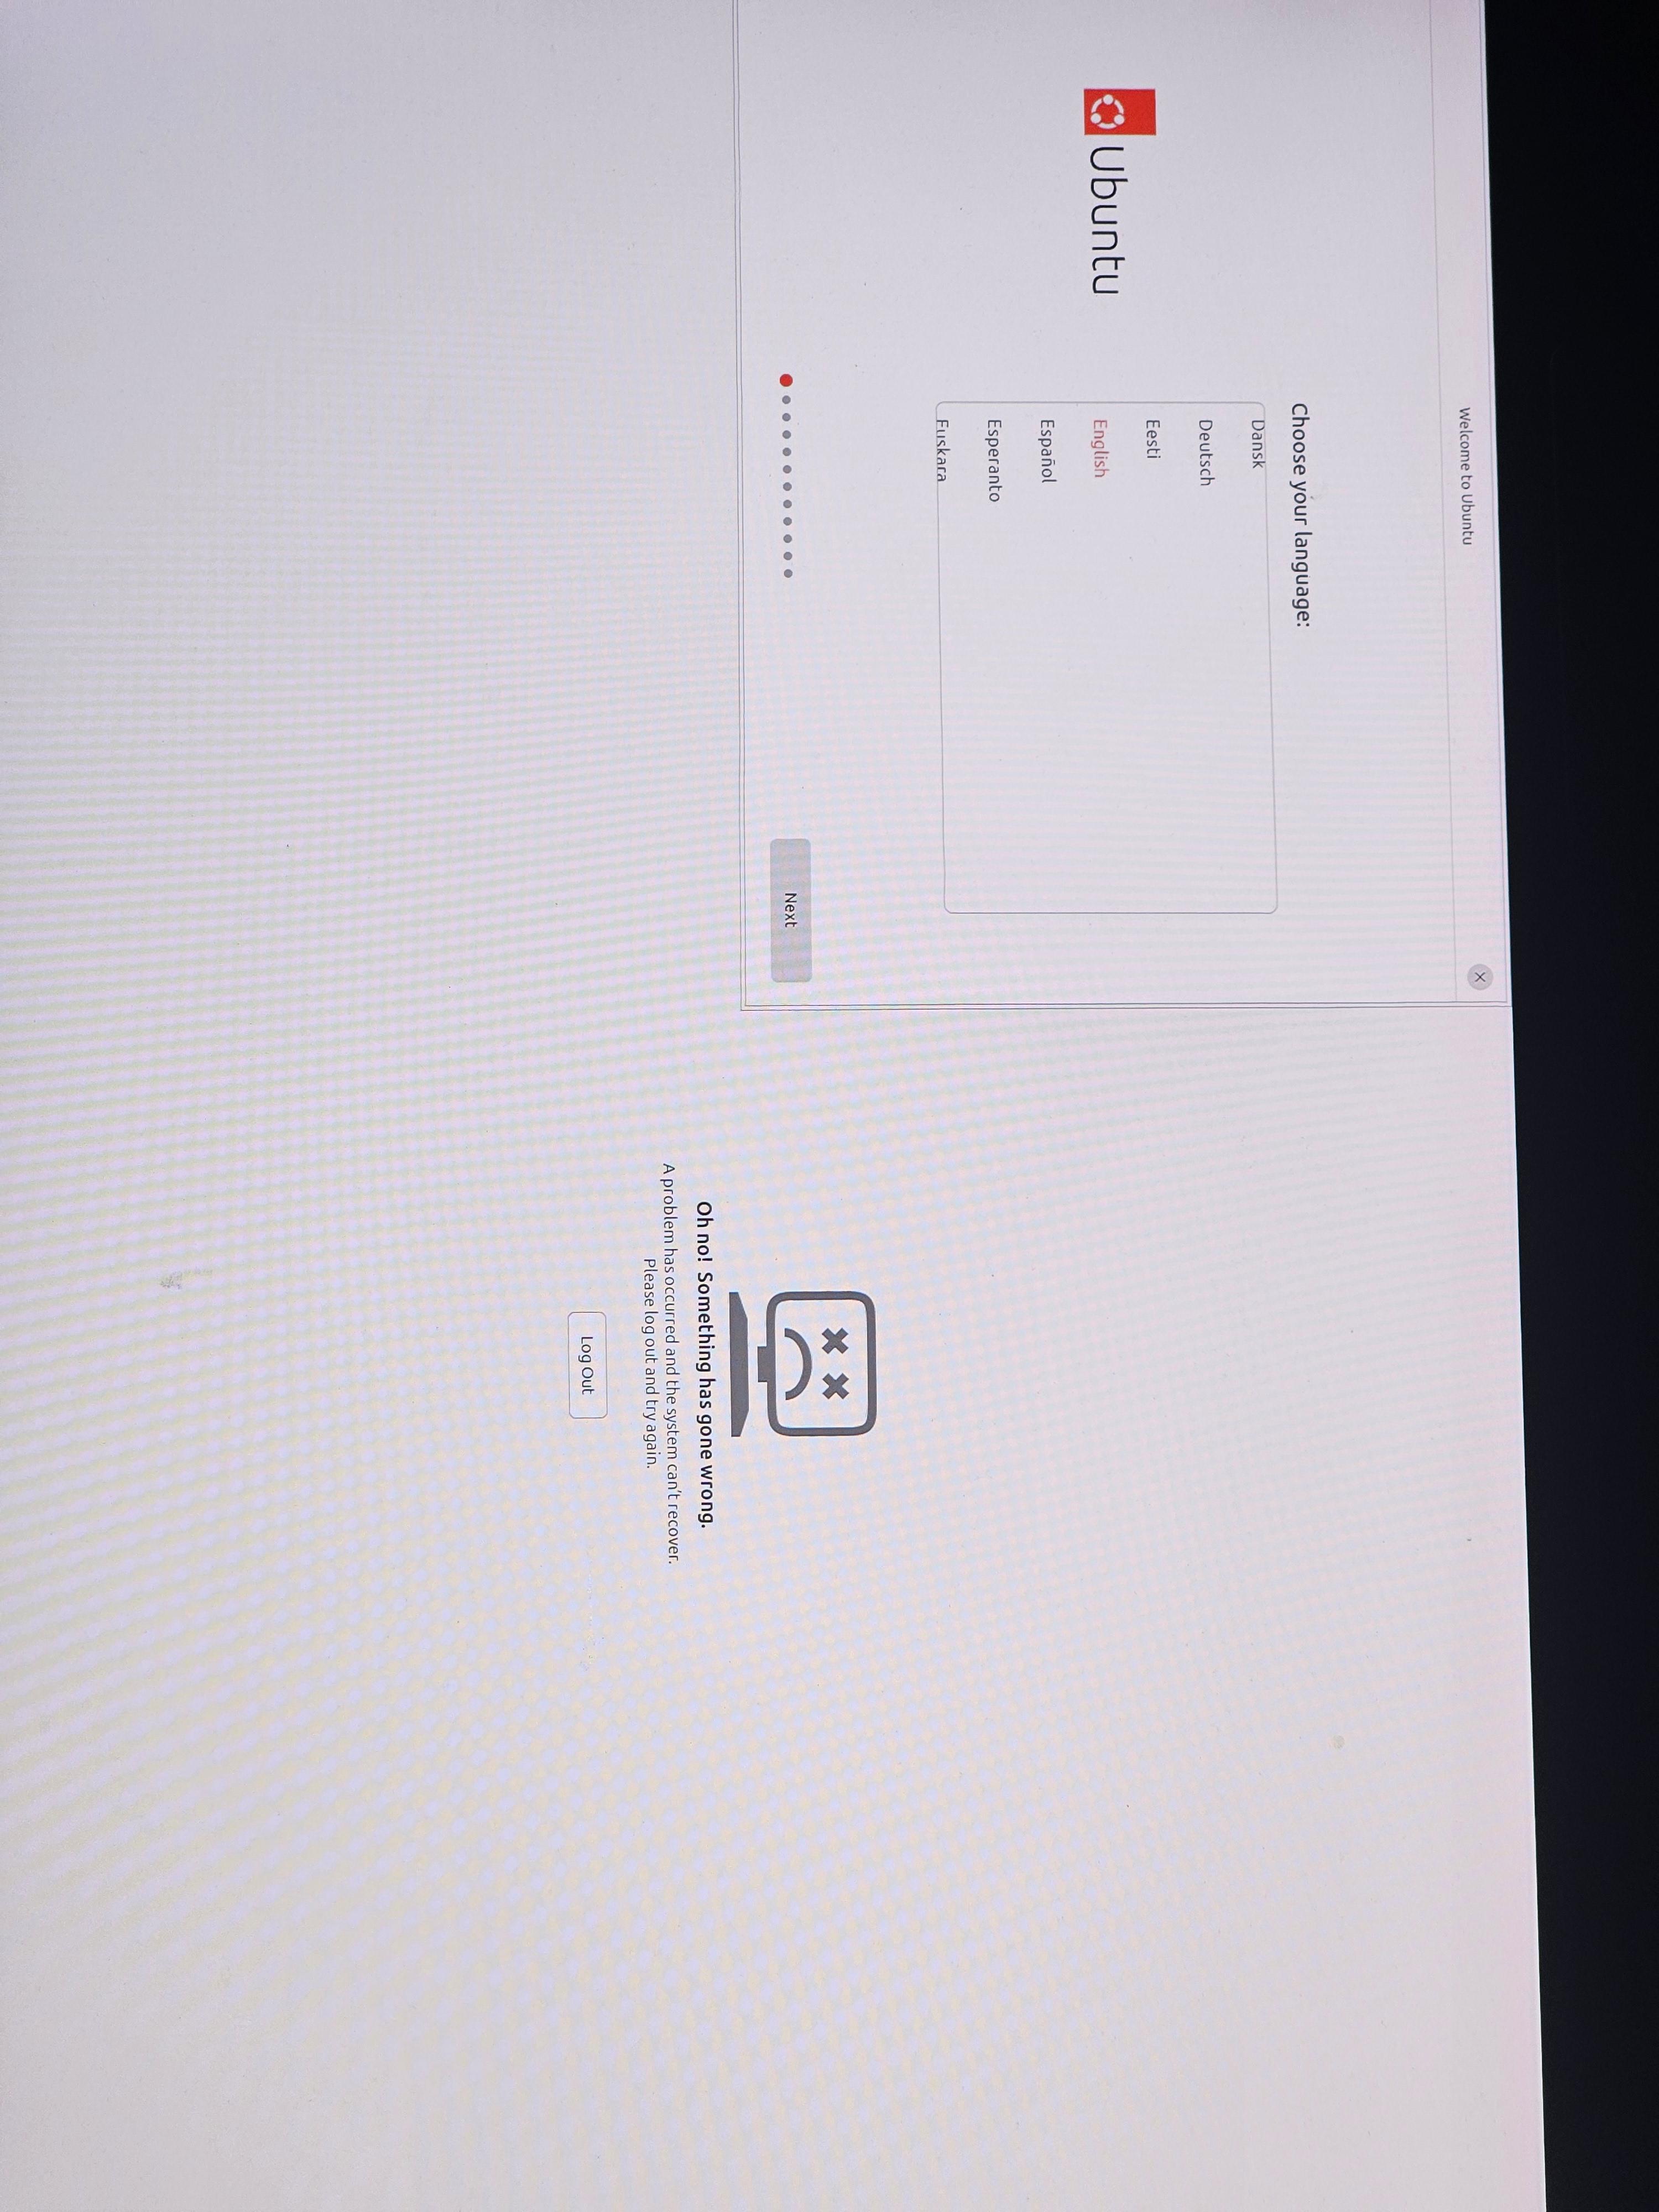 Welcome to Ubuntu
Ubuntu
Choose your language:
Dansk
Deutsch
Eesti
English
Español
Esperanto
Euskara
Next
Oh no! Something has gone wrong.
A problem has occurred and the system can't recover.
Please log out and try again.
Log Out